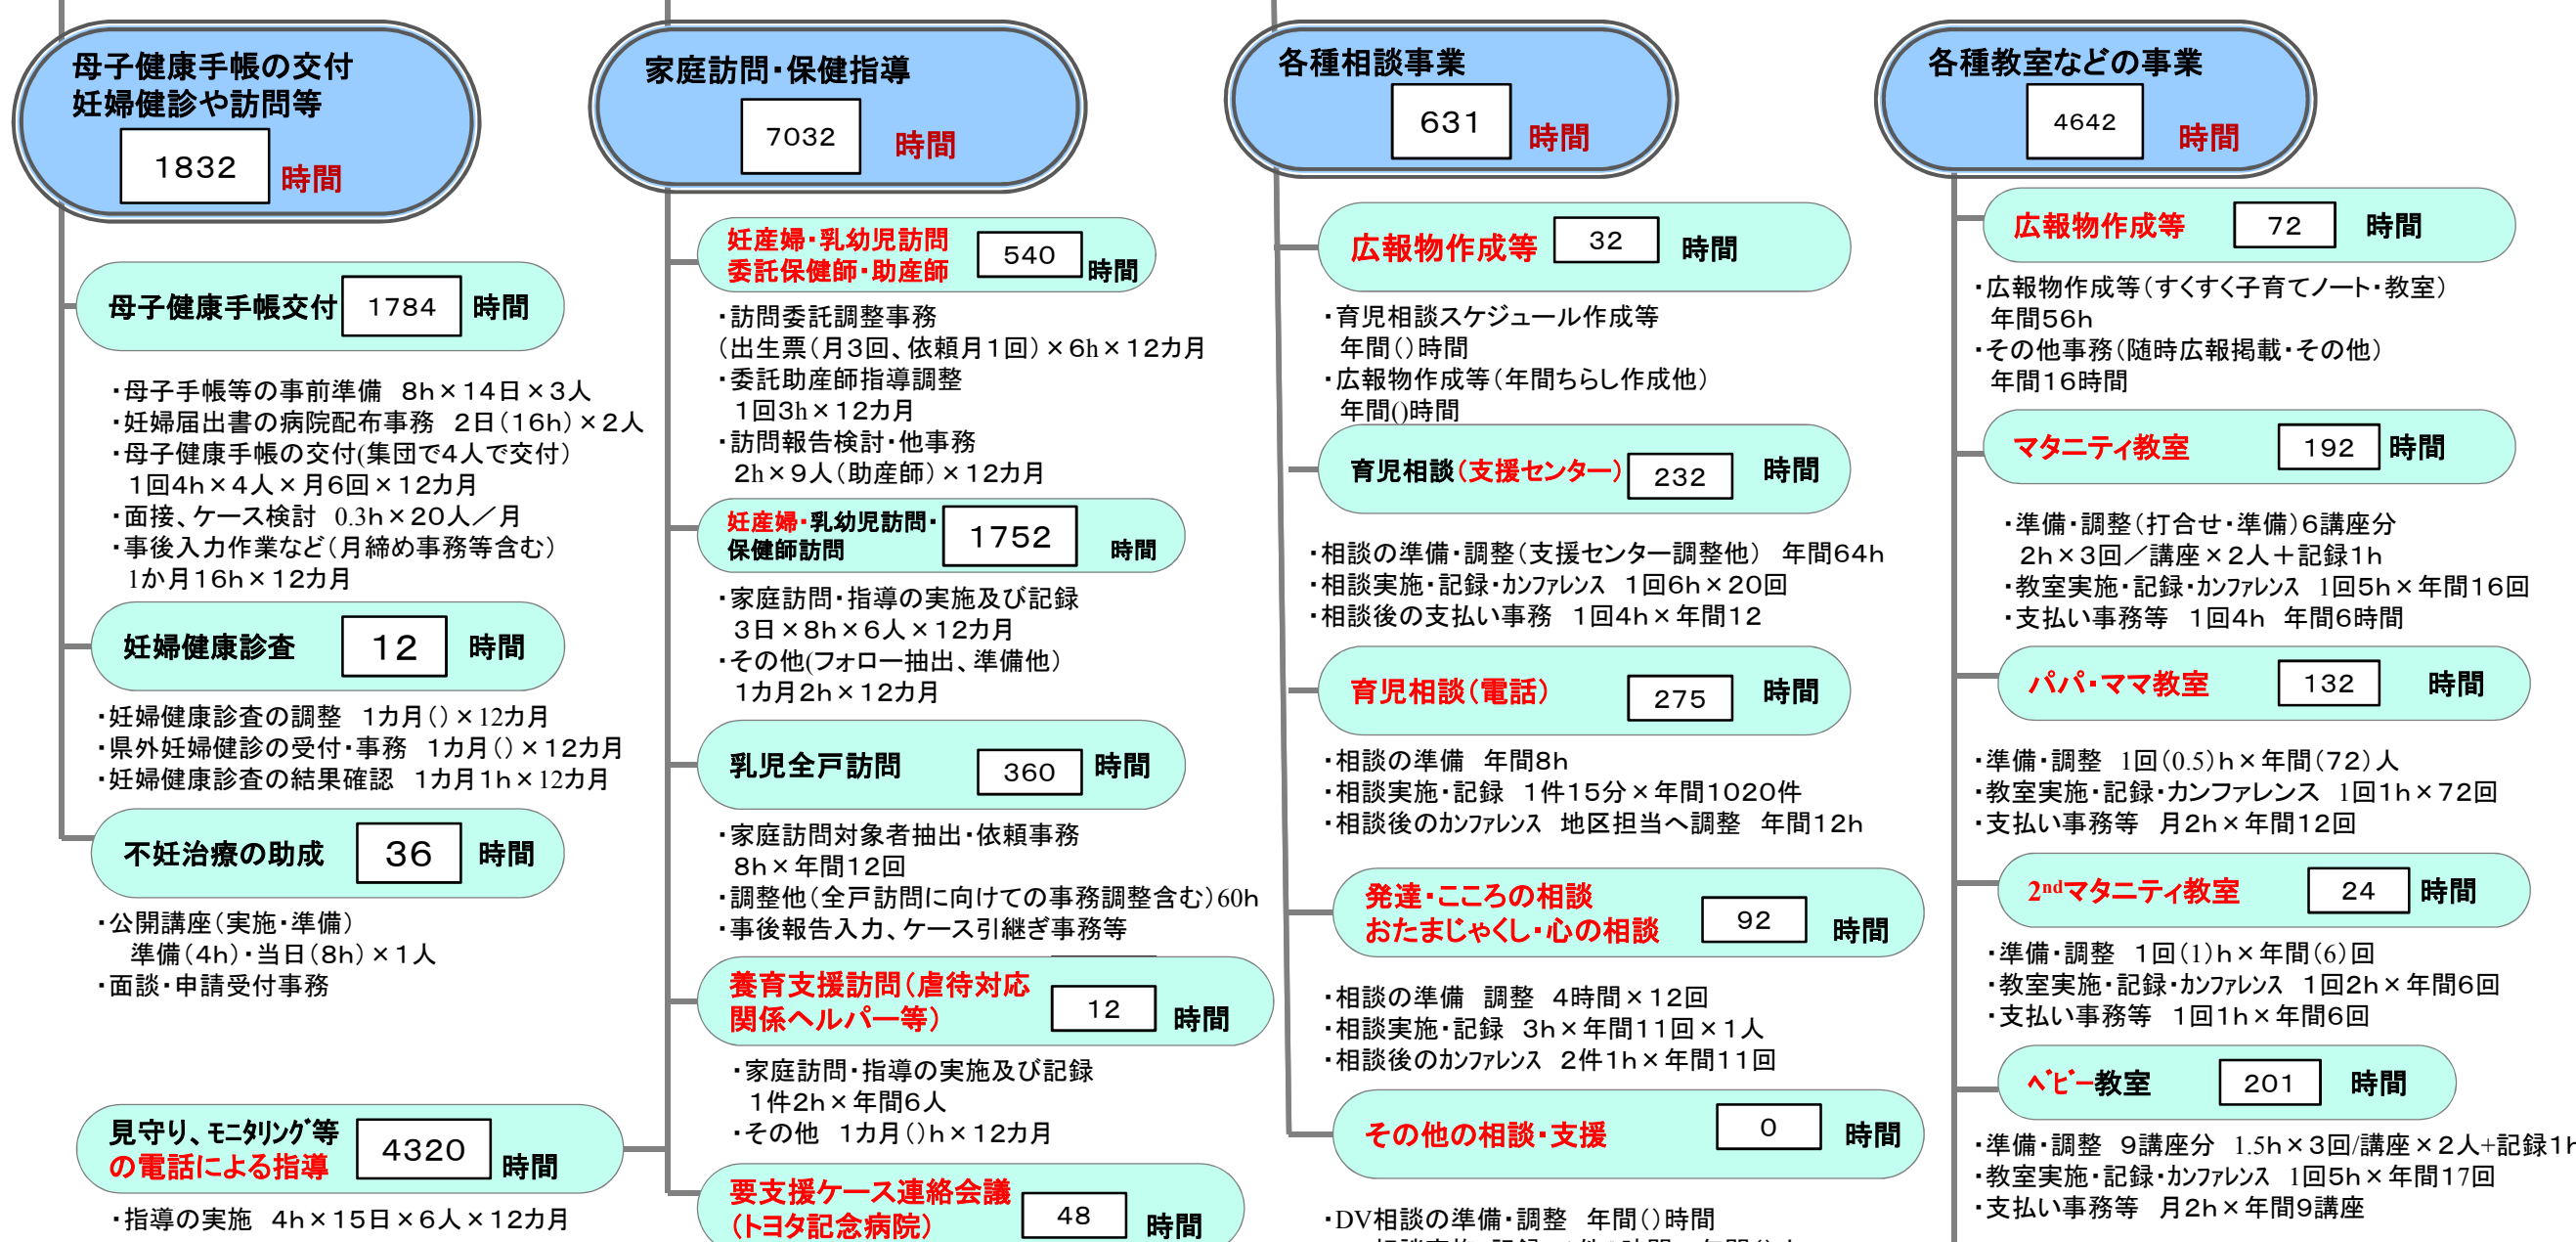 母子健康手帳の交付
妊婦健診や訪問等
1832 時間
母子健康手帳交付 1784 時間
・母子手帳等の事前準備 8h×14日×3人
・妊婦届出書の病院配布事務 2日(16h)×2人
・母子健康手帳の交付(集団で4人で交付)
1回4h×4人×月6回×12カ月
・面接、ケース検討 0.3h×20人／月
・事後入力作業など(月締め事務等含む)
1か月16h×12カ月
妊婦健康診査 12 時間
・妊婦健康診査の調整 1カ月()×12カ月
・県外妊婦健診の受付・事務 1カ月()×12カ月
・妊婦健康診査の結果確認 1カ月1h×12カ月
不妊治療の助成 36 時間
・公開講座(実施・準備)
準備(4h)・当日(8h)×1人
・面談・申請受付事務
見守り、モニタリング等
の電話による指導 4320 時間
・指導の実施 4h×15日×6人×12カ月
家庭訪問・保健指導
7032 時間
妊産婦・乳幼児訪問
委託保健師・助産師 540 時間
・訪問委託調整事務
(出生票(月3回、依頼月1回)×6h×12カ月
・委託助産師指導調整
1回3h×12カ月
・訪問報告検討・他事務
2h×9人(助産師)×12カ月
妊産婦・乳幼児訪問・
保健師訪問 1752 時間
・家庭訪問・指導の実施及び記録
3日×8h×6人×12カ月
・その他(フォロー抽出、準備他)
1カ月2h×12カ月
乳児全戸訪問 360 時間
・家庭訪問対象者抽出・依頼事務
8h×年間12回
・調整他(全戸訪問に向けての事務調整含む)60h
・事後報告入力、ケース引継ぎ事務等
養育支援訪問(虐待対応
関係ヘルパー等) 12 時間
・家庭訪問・指導の実施及び記録
1件2h×年間6人
・その他 1カ月()h×12カ月
要支援ケース連絡会議
(トヨタ記念病院) 48 時間
各種相談事業
631 時間
広報物作成等 32 時間
・育児相談スケジュール作成等
年間()時間
・広報物作成等(年間ちらし作成他)
年間()時間
育児相談(支援センター) 232 時間
・相談の準備・調整(支援センター調整他) 年間64h
・相談実施・記録・カンファレンス 1回6h×20回
・相談後の支払い事務 1回4h×年間12
育児相談(電話) 275 時間
・相談の準備 年間8h
・相談実施・記録 1件15分×年間1020件
・相談後のカンファレンス 地区担当へ調整 年間12h
発達・こころの相談
おたまじゃくし・心の相談 92 時間
・相談の準備 調整 4時間×12回
・相談実施・記録 3h×年間11回×1人
・相談後のカンファレンス 2件1h×年間11回
その他の相談・支援 0 時間
・DV相談の準備・調整 年間()時間
各種教室などの事業
4642 時間
広報物作成等 72 時間
・広報物作成等(すくすく子育てノート・教室)
年間56h
・その他事務(随時広報掲載・その他)
年間16時間
マタニティ教室 192 時間
・準備・調整(打合せ・準備)6講座分
2h×3回／講座×2人＋記録1h
・教室実施・記録・カンファレンス 1回5h×年間16回
・支払い事務等 1回4h 年間6時間
パパ・ママ教室 132 時間
・準備・調整 1回(0.5)h×年間(72)人
・教室実施・記録・カンファレンス 1回1h×72回
・支払い事務等 月2h×年間12回
2ndマタニティ教室 24 時間
・準備・調整 1回(1)h×年間(6)回
・教室実施・記録・カンファレンス 1回2h×年間6回
・支払い事務等 1回1h×年間6回
ベビー教室 201 時間
・準備・調整 9講座分 1.5h×3回/講座×2人+記録1h
・教室実施・記録・カンファレンス 1回5h×年間17回
・支払い事務等 月2h×年間9講座